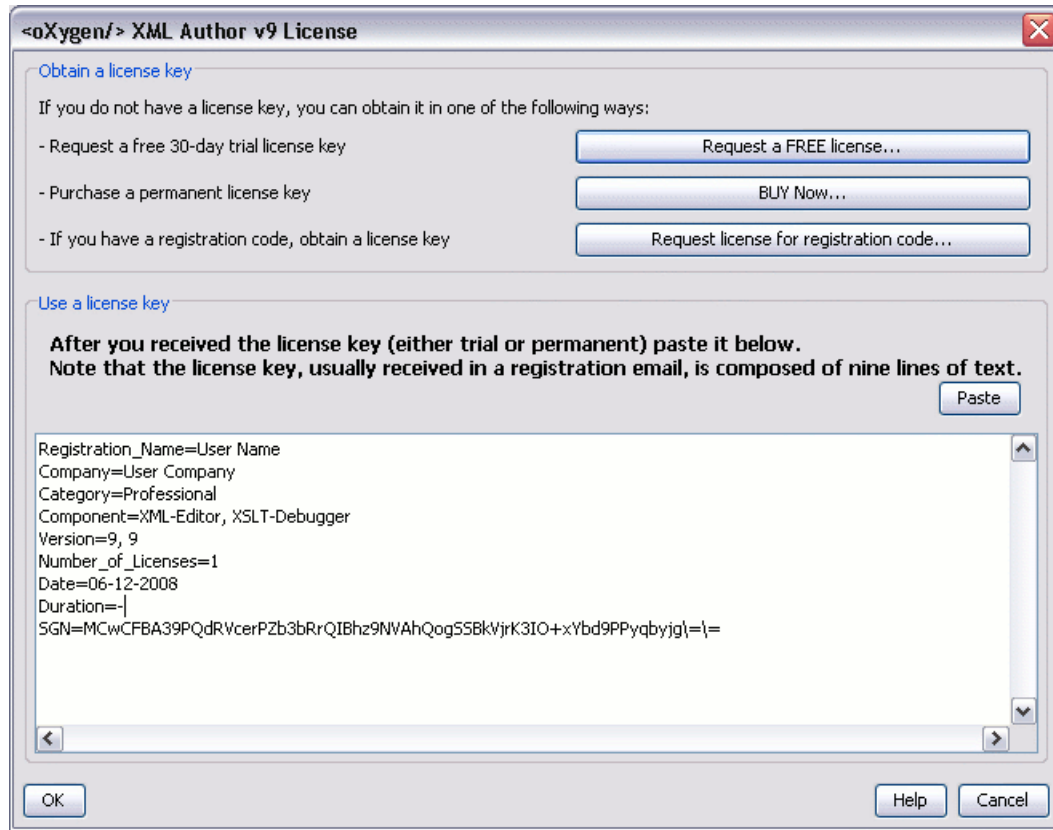 <oXygen/> XML Author v9 License
Obtain a license key
If you do not have a license key, you can obtain it in one of the following ways:
- Request a free 30-day trial license key
Request a FREE license...
- Purchase a permanent license key
BUY Now...
- If you have a registration code, obtain a license key
Request license for registration code...
Use a license key
After you received the license key (either trial or permanent) paste it below.
Note that the license key, usually received in a registration email, is composed of nine lines of text.
Paste
Registration_Name=User Name
Company=User Company
Category=Professional
Component=XML-Editor, XSLT-Debugger
Version=9, 9
Number_of_Licenses=1
Date=06-12-2008
Duration=-
SGN=MCwCFBA39PQdRVcerPZb3bRrQIBhz9NVAhQogSSBkVjrK3IO+xYbd9PPyqbyjg\=\=
OK
Help
Cancel